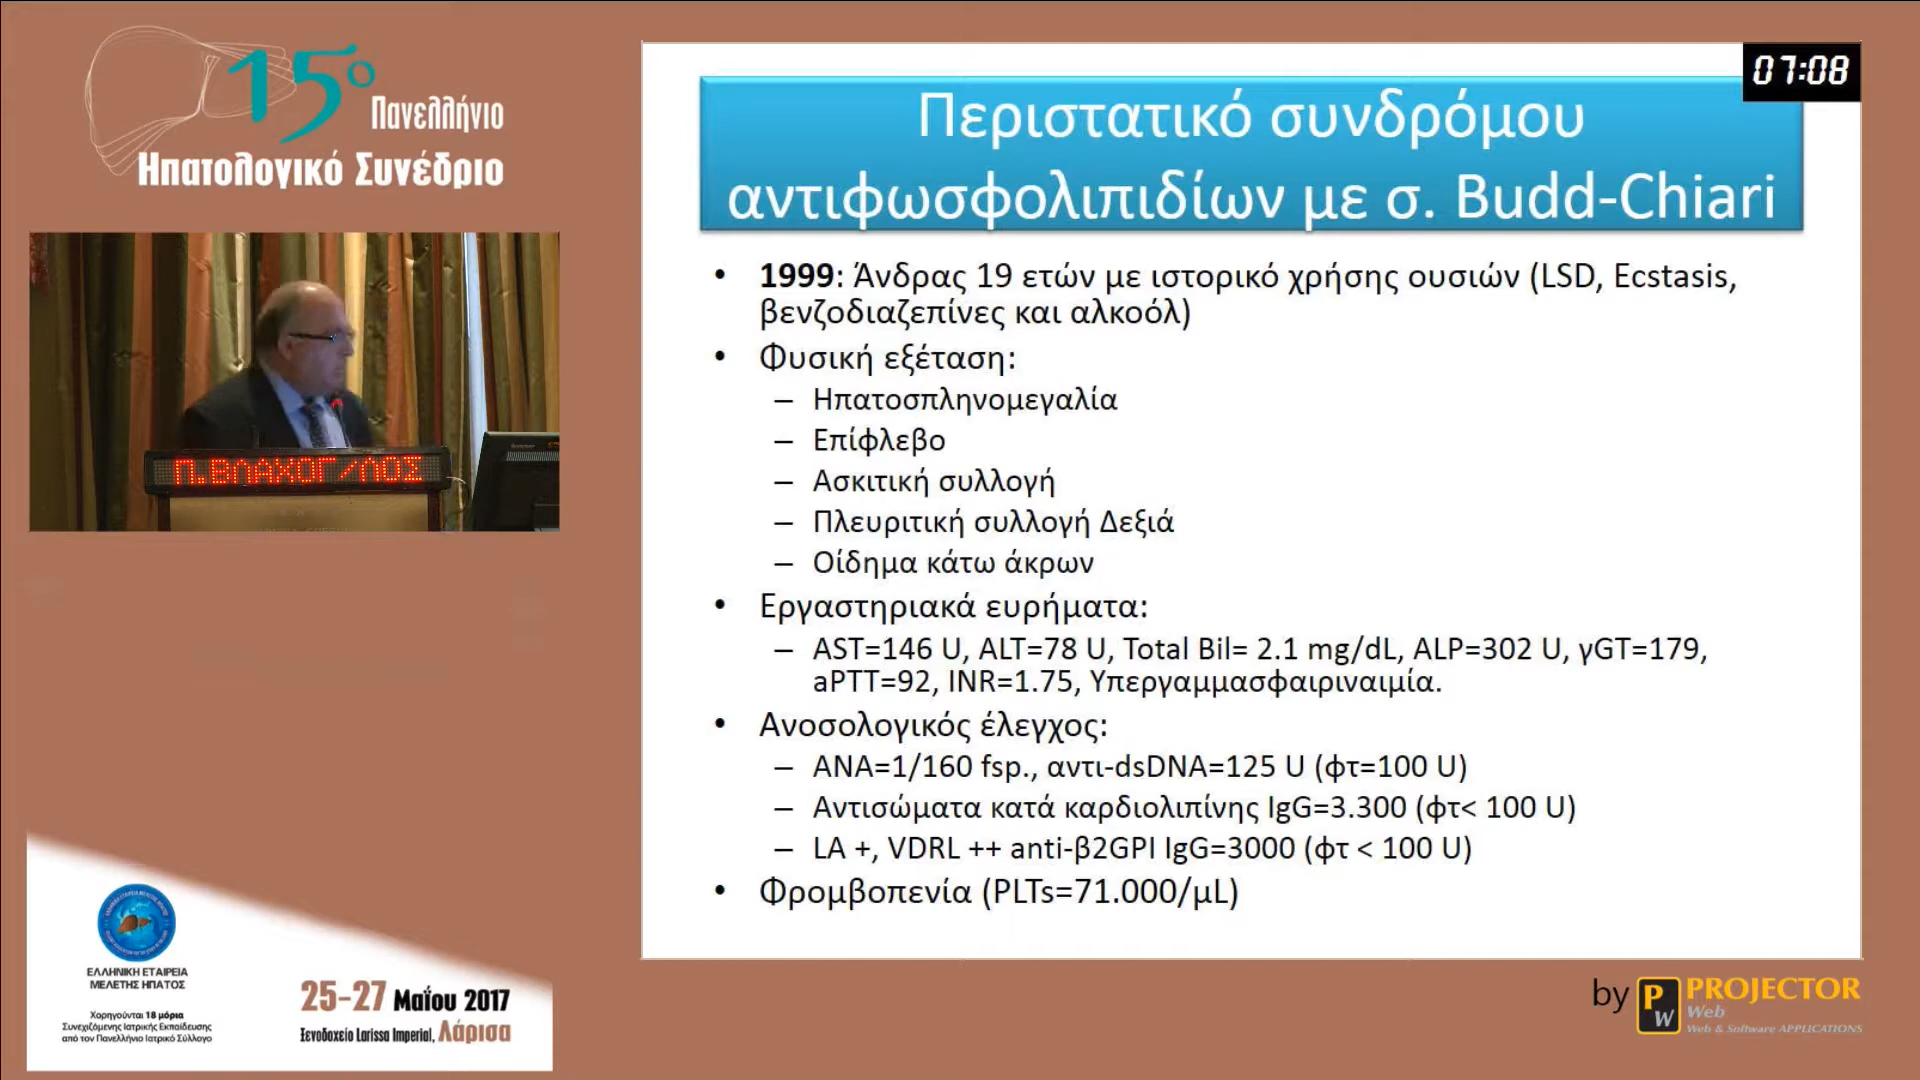 15ο
Πανελλήνιο
Ηπατολογικό Συνέδριο
Π.ΒΛΑΧΟΓ/ΛΟΣ
07:08
Περιστατικό συνδρόμου
αντιφωσφολιπιδίων με σ. Budd-Chiari
• 1999: Άνδρας 19 ετών με ιστορικό χρήσης ουσιών (LSD, Ecstasis,
βενζοδιαζεπίνες και αλκοόλ)
• Φυσική εξέταση:
– Ηπατοσπληνομεγαλία
– Επίφλεβο
– Ασκιτική συλλογή
– Πλευριτική συλλογή Δεξιά
– Οίδημα κάτω άκρων
• Εργαστηριακά ευρήματα:
– AST=146 U, ALT=78 U, Total Bil= 2.1 mg/dL, ALP=302 U, γGT=179,
aPTT=92, INR=1.75, Υπεργαμμασφαιριναιμία.
• Ανοσολογικός έλεγχος:
– ANA=1/160 fsp., αντι-dsDNA=125 U (φτ=100 U)
– Αντισώματα κατά καρδιολιπίνης IgG=3.300 (φτ< 100 U)
– LA +, VDRL ++ anti-β2GPI IgG=3000 (φτ < 100 U)
• Θρομβοπενία (PLTs=71.000/μL)
ΕΛΛΗΝΙΚΗ ΕΤΑΙΡΕΙΑ
ΜΕΛΕΤΗΣ ΗΠΑΤΟΣ
Χορηγούνται 18 μόρια
Συνεχιζόμενης Ιατρικής Εκπαίδευσης
από τον Πανελλήνιο Ιατρικό Σύλλογο
25-27 Μαΐου 2017
Ξενοδοχείο Larissa Imperial, Λάρισα
by PW PROJECTOR
Web
Web & Software APPLICATIONS